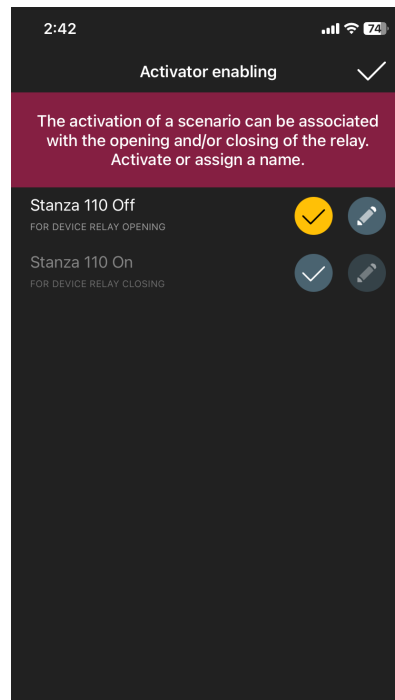 2:42
74
Activator enabling
The activation of a scenario can be associated
with the opening and/or closing of the relay.
Activate or assign a name.
Stanza 110 Off
FOR DEVICE RELAY OPENING
Stanza 110 On
FOR DEVICE RELAY CLOSING